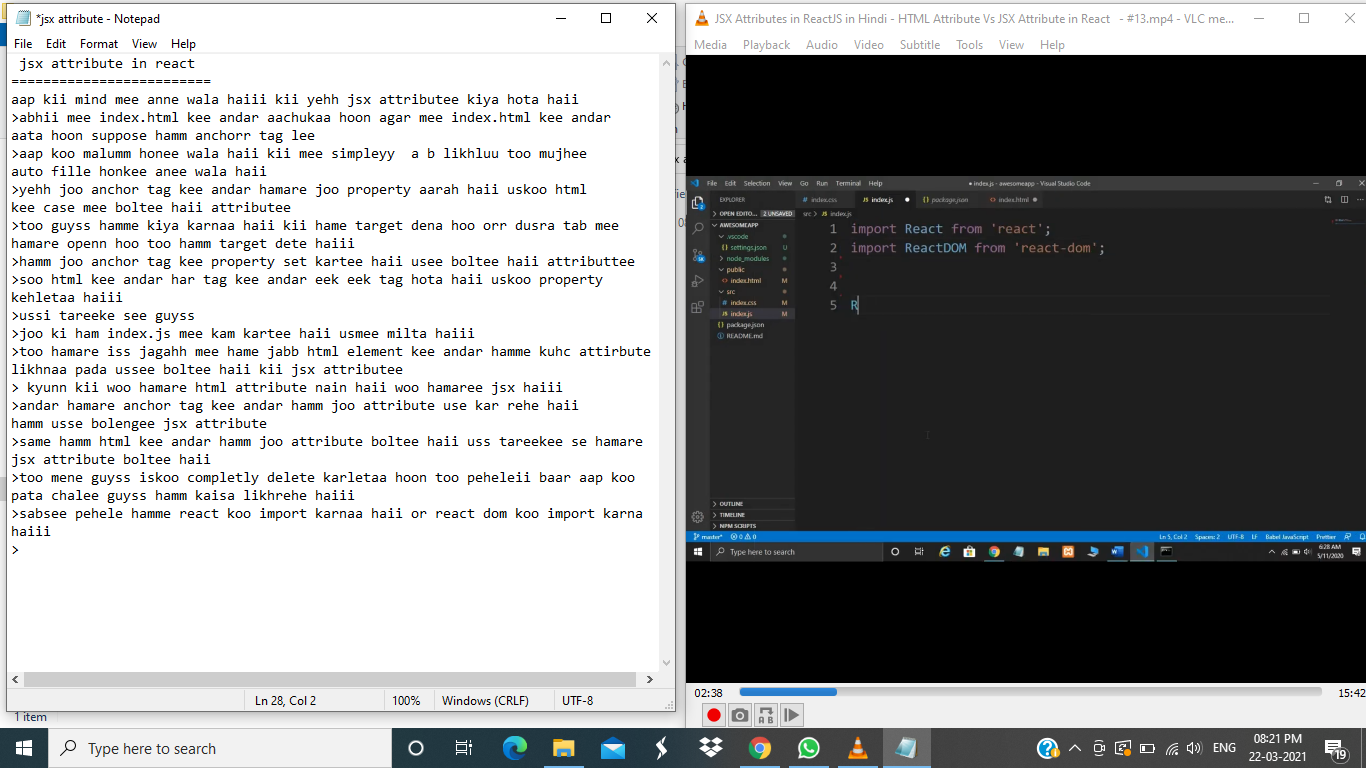 *jsx attribute - Notepad
File Edit Format View Help
jsx attribute in react
=========================
aap kii mind mee anne wala haiii kii yehh jsx attributee kiya hota haii
>abhii mee index.html kee andar aachukaa hoon agar mee index.html kee andar
aata hoon suppose hamm anchorr tag lee
>aap koo malumm honee wala haii kii mee simpleyy  a b likhluu too mujhee
auto fille honkee anee wala haii
>yehh joo anchor tag kee andar hamare joo property aarah haii uskoo html
kee case mee boltee haii attributee
>too guyss hamme kiya karnaa haii kii hame target dena hoo orr dusra tab mee
hamare openn hoo too hamm target dete haiii
>hamm joo anchor tag kee property set kartee haii usee boltee haii attributtee
>soo html kee andar har tag kee andar eek eek tag hota haii uskoo property
kehletaa haiii
>ussi tareeke see guyss
>joo ki ham index.js mee kam kartee haii usmee milta haiii
>too hamare iss jagahh mee hame jabb html element kee andar hamme kuhc attirbute
likhnaa pada ussee boltee haii kii jsx attributee
> kyunn kii woo hamare html attribute nain haii woo hamaree jsx haiii
>andar hamare anchor tag kee andar hamm joo attribute use kar rehe haii
hamm usse bolengee jsx attribute
>same hamm html kee andar hamm joo attribute boltee haii uss tareekee se hamare
jsx attribute boltee haii
>too mene guyss iskoo completly delete karletaa hoon too peheleii baar aap koo
pata chalee guyss hamm kaisa likhrehe haiii
>sabsee pehele hamme react koo import karnaa haii or react dom koo import karna
haiii
>
Ln 28, Col 2 100% Windows (CRLF) UTF-8
1 item
JSX Attributes in ReactJS in Hindi - HTML Attribute Vs JSX Attribute in React - #13.mp4 - VLC me...
Media Playback Audio Video Subtitle Tools View Help
File Edit Selection View Go Run Terminal Help
● index.js - awesomeapp - Visual Studio Code
EXPLORER
# index.css JS index.js ● package.json <> index.html ●
OPEN EDITO... 2 UNSAVED
src > JS index.js
AWESOMEAPP
.vscode
settings.json U
node_modules
public
index.html M
src
index.css M
JS index.js M
package.json
README.md
OUTLINE
TIMELINE
NPM SCRIPTS
1 import React from 'react';
2 import ReactDOM from 'react-dom';
3
4
5 R
master* 0 0 Ln 5, Col 2 Spaces: 2 UTF-8 LF Babel JavaScript Prettier
Type here to search
6:28 AM
5/11/2020
02:38 15:42
Type here to search
ENG
08:21 PM
22-03-2021
19